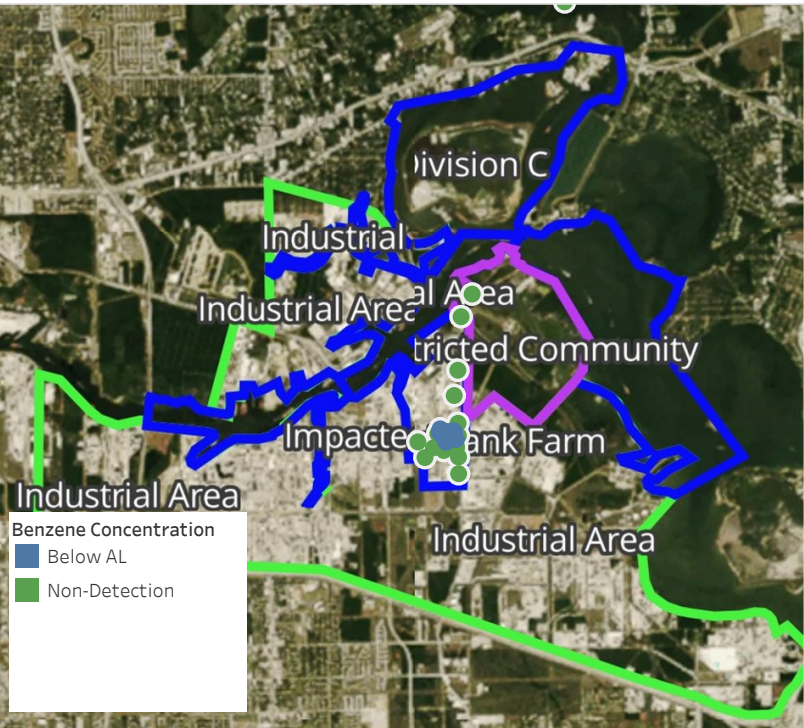 Division C
Industrial
al Area
Industrial Area
tricted Community
Impacte ank Farm
Industrial Area
Industrial Area
Benzene Concentration
Below AL
Non-Detection